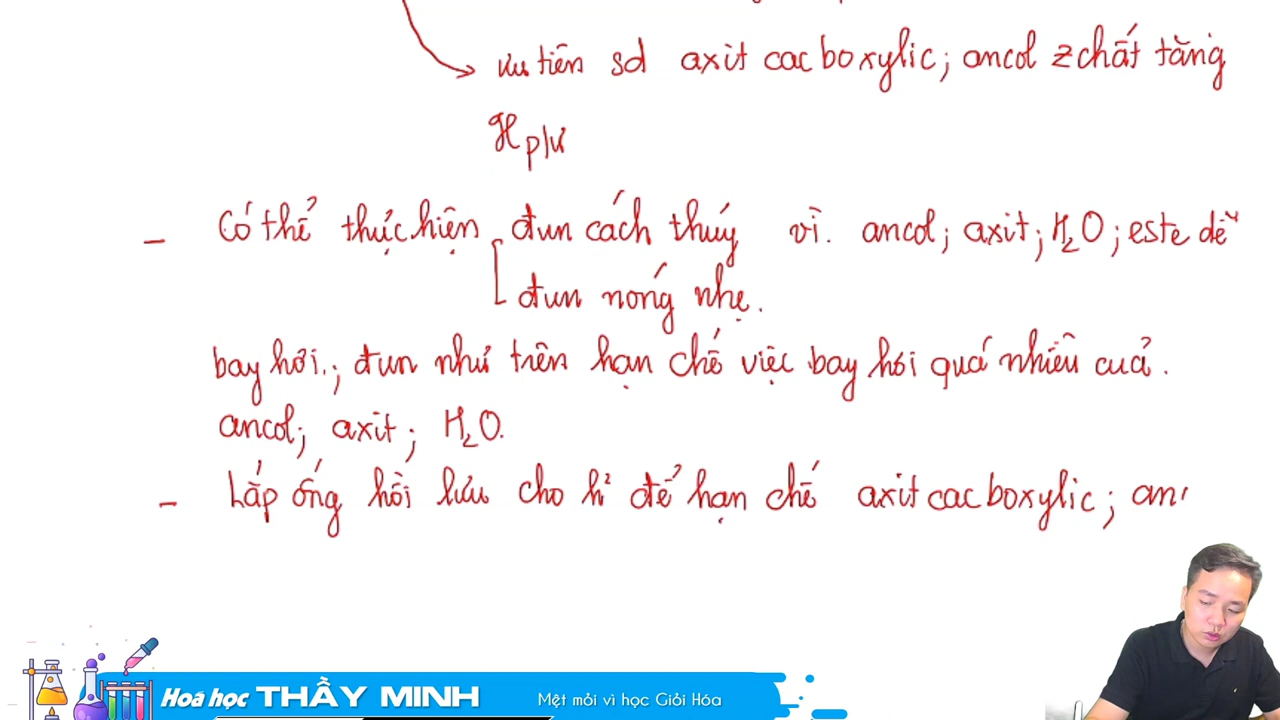 ưu tiên sd axit cacboxylic; ancol z chất tăng
H p/ư
- Có thể thực hiện đun cách thủy vì. ancol; axit; H₂O; este dễ
đun nóng nhẹ.
bay hơi.; đun như trên hạn chế việc bay hơi quá nhiều của.
ancol; axit; H₂O.
- Lắp ống hồi lưu cho hỉ để hạn chế axit cacboxylic; an
Hoá học THẦY MINH
Mệt mỏi vì học Giỏi Hóa